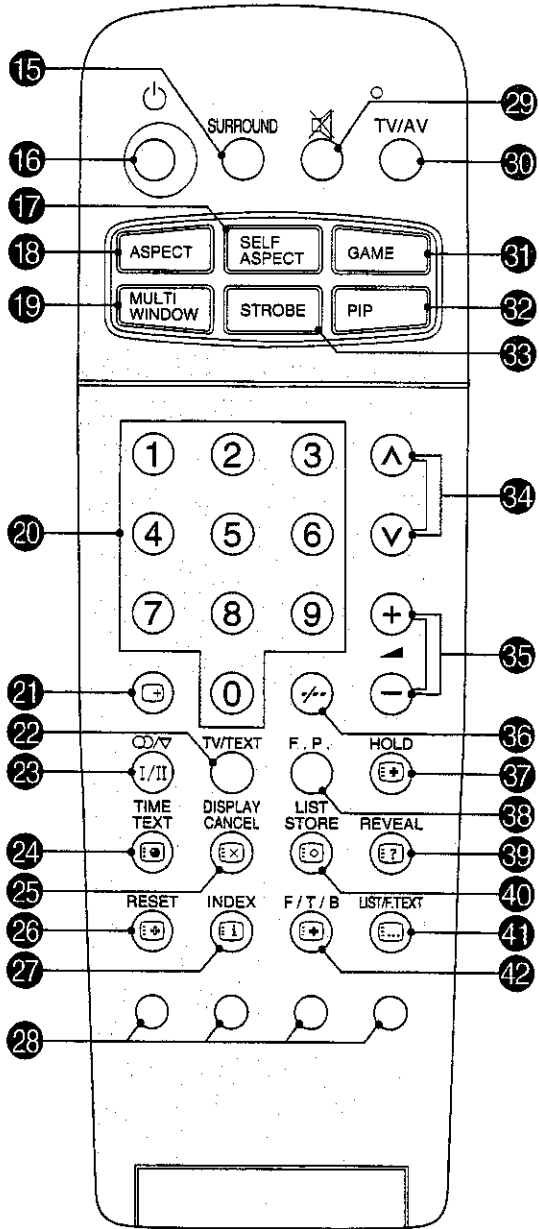 15
29
SURROUND
TV/AV
16
30
17
18
ASPECT
SELF
ASPECT
GAME
31
19
MULTI
WINDOW
STROBE
PIP
32
33
1
2
3
34
20
4
5
6
7
8
9
+
35
21
0
-/--
−
36
22
TV/TEXT
F.P.
HOLD
23
I/II
37
38
TIME
TEXT
DISPLAY
CANCEL
LIST
STORE
REVEAL
24
?
39
25
40
RESET
INDEX
F/T/B
LIST/F.TEXT
26
i
...
41
27
42
28